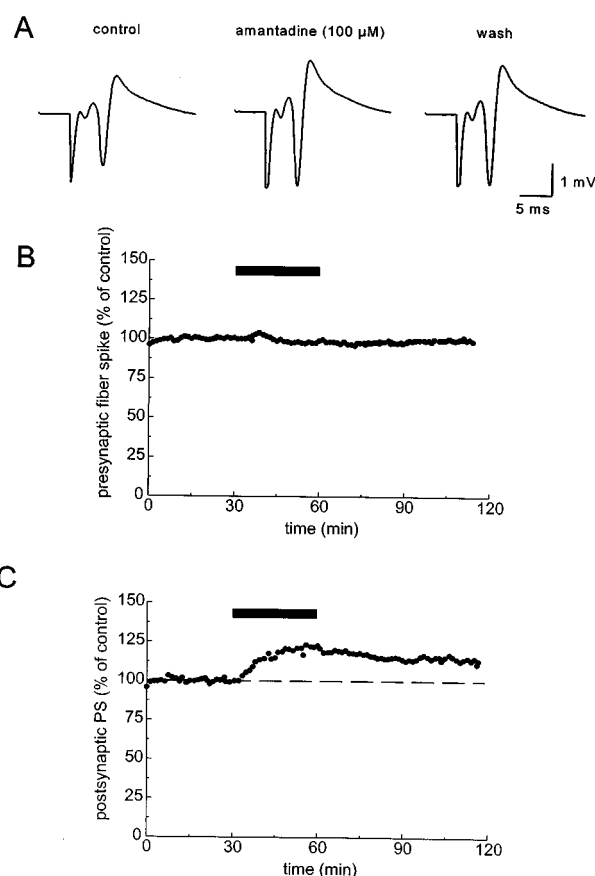 A
control
amantadine (100 µM)
wash
1 mV
5 ms
B
presynaptic fiber spike (% of control)
150
125
100
75
50
25
0
0 30 60 90 120
time (min)
C
postsynaptic PS (% of control)
150
125
100
75
50
25
0
0 30 60 90 120
time (min)